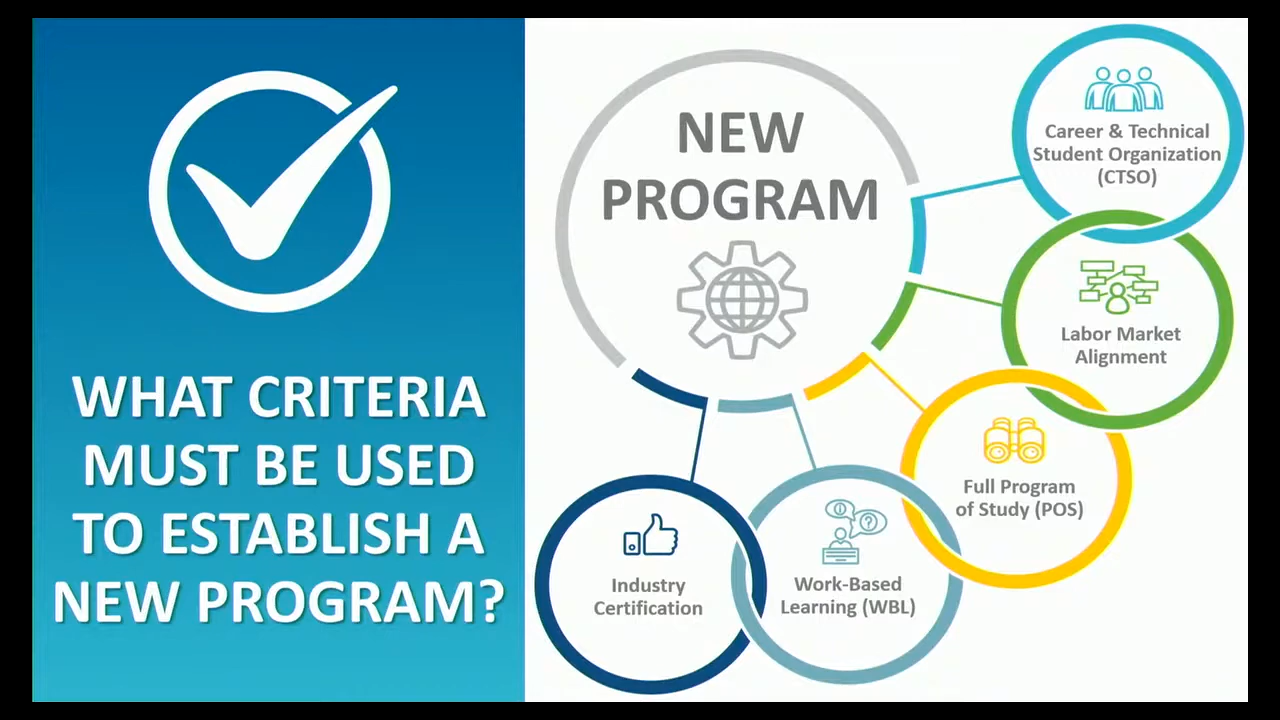 WHAT CRITERIA
MUST BE USED
TO ESTABLISH A
NEW PROGRAM?
NEW
PROGRAM
Career & Technical
Student Organization
(CTSO)
Labor Market
Alignment
Full Program
of Study (POS)
Work-Based
Learning (WBL)
Industry
Certification